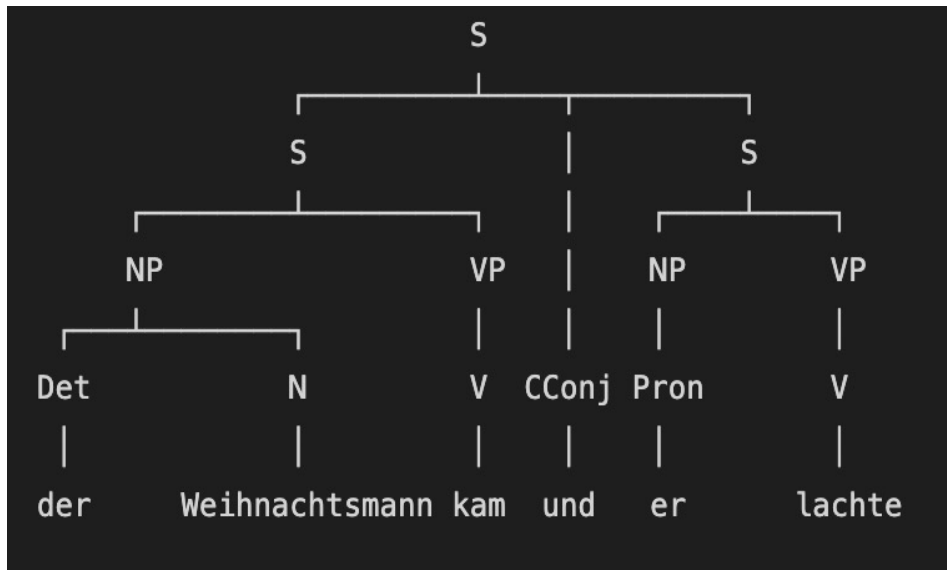 S
S S
NP VP NP VP
Det N V CConj Pron V
der Weihnachtsmann kam und er lachte